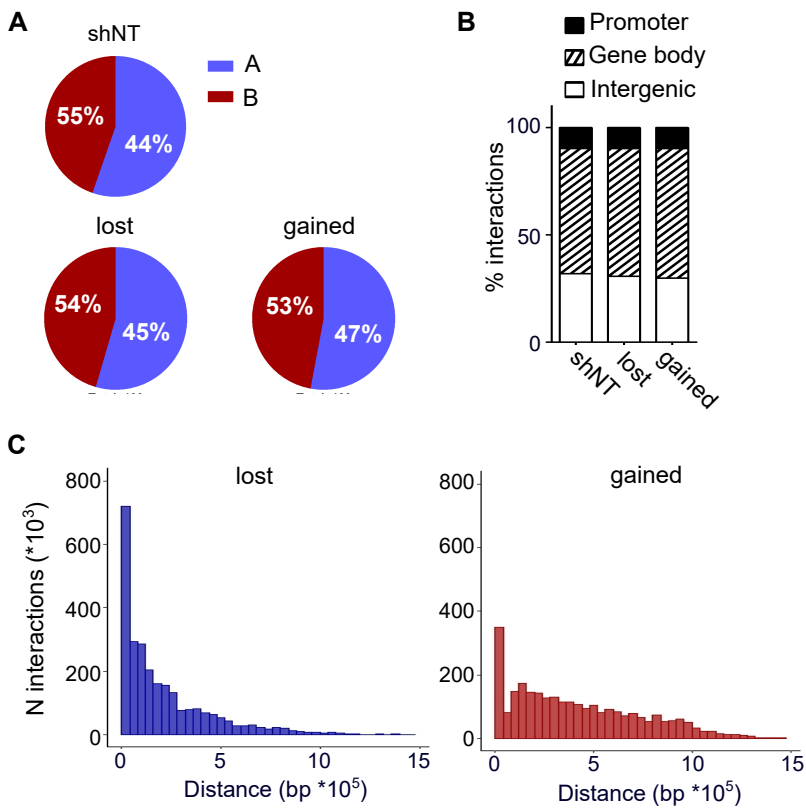 A
shNT
A
B
55%
44%
lost
54%
45%
gained
53%
47%
B
Promoter
Gene body
Intergenic
% interactions
100
50
0
shNT
lost
gained
C
lost
N interactions (*10³)
800
600
400
200
0
0
5
10
15
Distance (bp *10⁵)
gained
800
600
400
200
0
0
5
10
15
Distance (bp *10⁵)